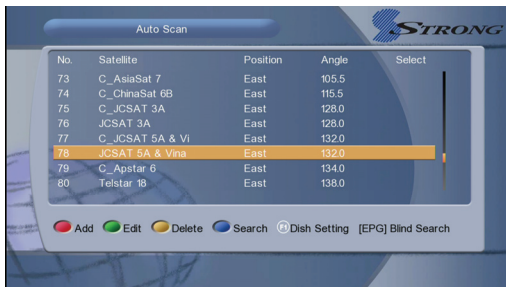 Auto Scan
STRONG
No. Satellite Position Angle Select
73 C_AsiaSat 7 East 105.5
74 C_ChinaSat 6B East 115.5
75 C_JCSAT 3A East 128.0
76 JCSAT 3A East 128.0
77 C_JCSAT 5A & Vi East 132.0
78 JCSAT 5A & Vina East 132.0
79 C_Apstar 6 East 134.0
80 Telstar 18 East 138.0
Add Edit Delete Search F1 Dish Setting [EPG] Blind Search